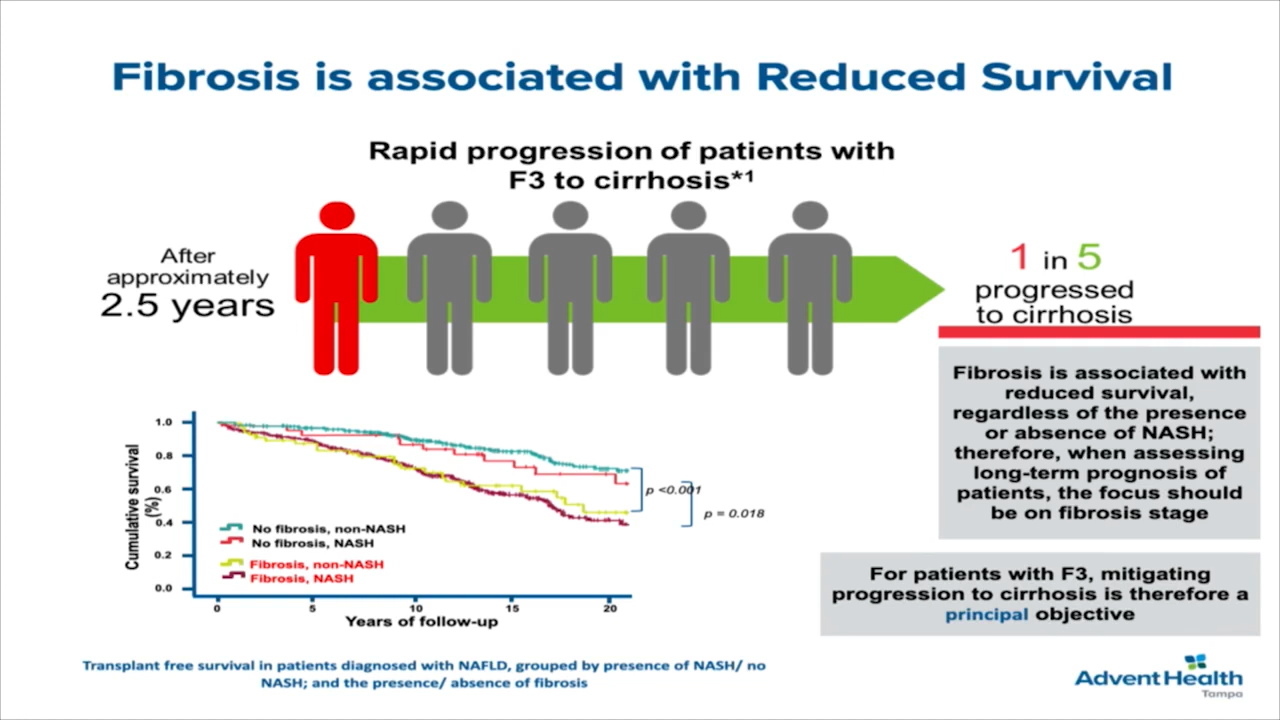 Fibrosis is associated with Reduced Survival
Rapid progression of patients with
F3 to cirrhosis*1
After
approximately
2.5 years
1 in 5
progressed
to cirrhosis
Fibrosis is associated with
reduced survival,
regardless of the presence
or absence of NASH;
therefore, when assessing
long-term prognosis of
patients, the focus should
be on fibrosis stage
For patients with F3, mitigating
progression to cirrhosis is therefore a
principal objective
Cumulative survival
(%)
1.0
0.8
0.6
0.4
0.2
0.0
p <0.001
p = 0.018
No fibrosis, non-NASH
No fibrosis, NASH
Fibrosis, non-NASH
Fibrosis, NASH
0 5 10 15 20
Years of follow-up
Transplant free survival in patients diagnosed with NAFLD, grouped by presence of NASH/ no
NASH; and the presence/ absence of fibrosis
AdventHealth
Tampa